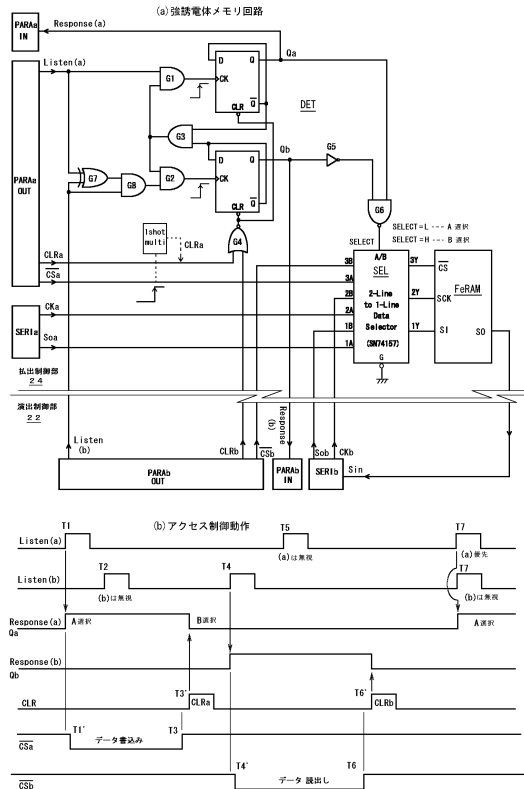 (a)強誘電体メモリ回路
PARAa
IN
Response(a)
Listen(a)
PARAa
OUT
G1
D
Q
CK
Q
CLR
Qa
DET
G3
G7
G8
G2
D
Q
CK
Q
CLR
Qb
G5
G6
SELECT=L ---- A 選択
SELECT=H ---- B 選択
SELECT
1shot
multi
CLRa
G4
CLRa
CSa
CKa
SERIa
Soa
3B
3A
2B
2A
1B
1A
A/B
SEL
2-Line
to 1-Line
Data
Selector
(SN74157)
G
3Y
2Y
1Y
FeRAM
CS
SCK
SI
SO
払出制御部
24
演出制御部
22
Listen
(b)
PARAb
OUT
CLRb
CSb
Response
(b)
PARAb
IN
Sob
CKb
SERIb
Sin
(b)アクセス制御動作
T1
T5
T7
Listen(a)
(a)は無視
(a)優先
T2
T4
T7
Listen(b)
(b)は無視
(b)は無視
Response(a)
Qa
A選択
B選択
A選択
Response(b)
Qb
T3'
T6'
CLR
CLRa
CLRb
T1'
T3
CSa
データ書込み
T4'
T6
CSb
データ 読出し